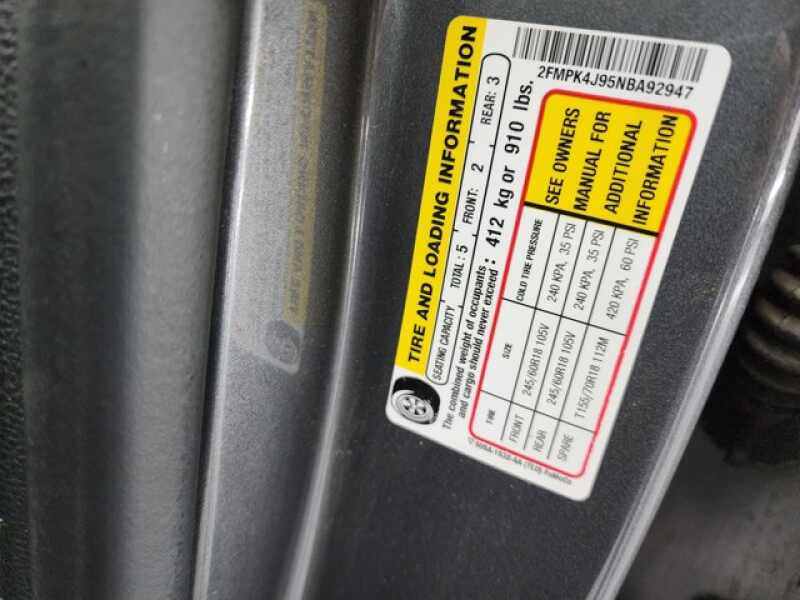 2FMPK4J95NBA92947
TIRE AND LOADING INFORMATION
SEATING CAPACITY TOTAL: 5 FRONT: 2 REAR: 3
The combined weight of occupants
and cargo should never exceed: 412 kg or 910 lbs.
TIRE SIZE COLD TIRE PRESSURE
FRONT 245/60R18 105V 240 KPA, 35 PSI
REAR 245/60R18 105V 240 KPA, 35 PSI
SPARE T155/70R18 112M 420 KPA, 60 PSI
SEE OWNERS
MANUAL FOR
ADDITIONAL
INFORMATION